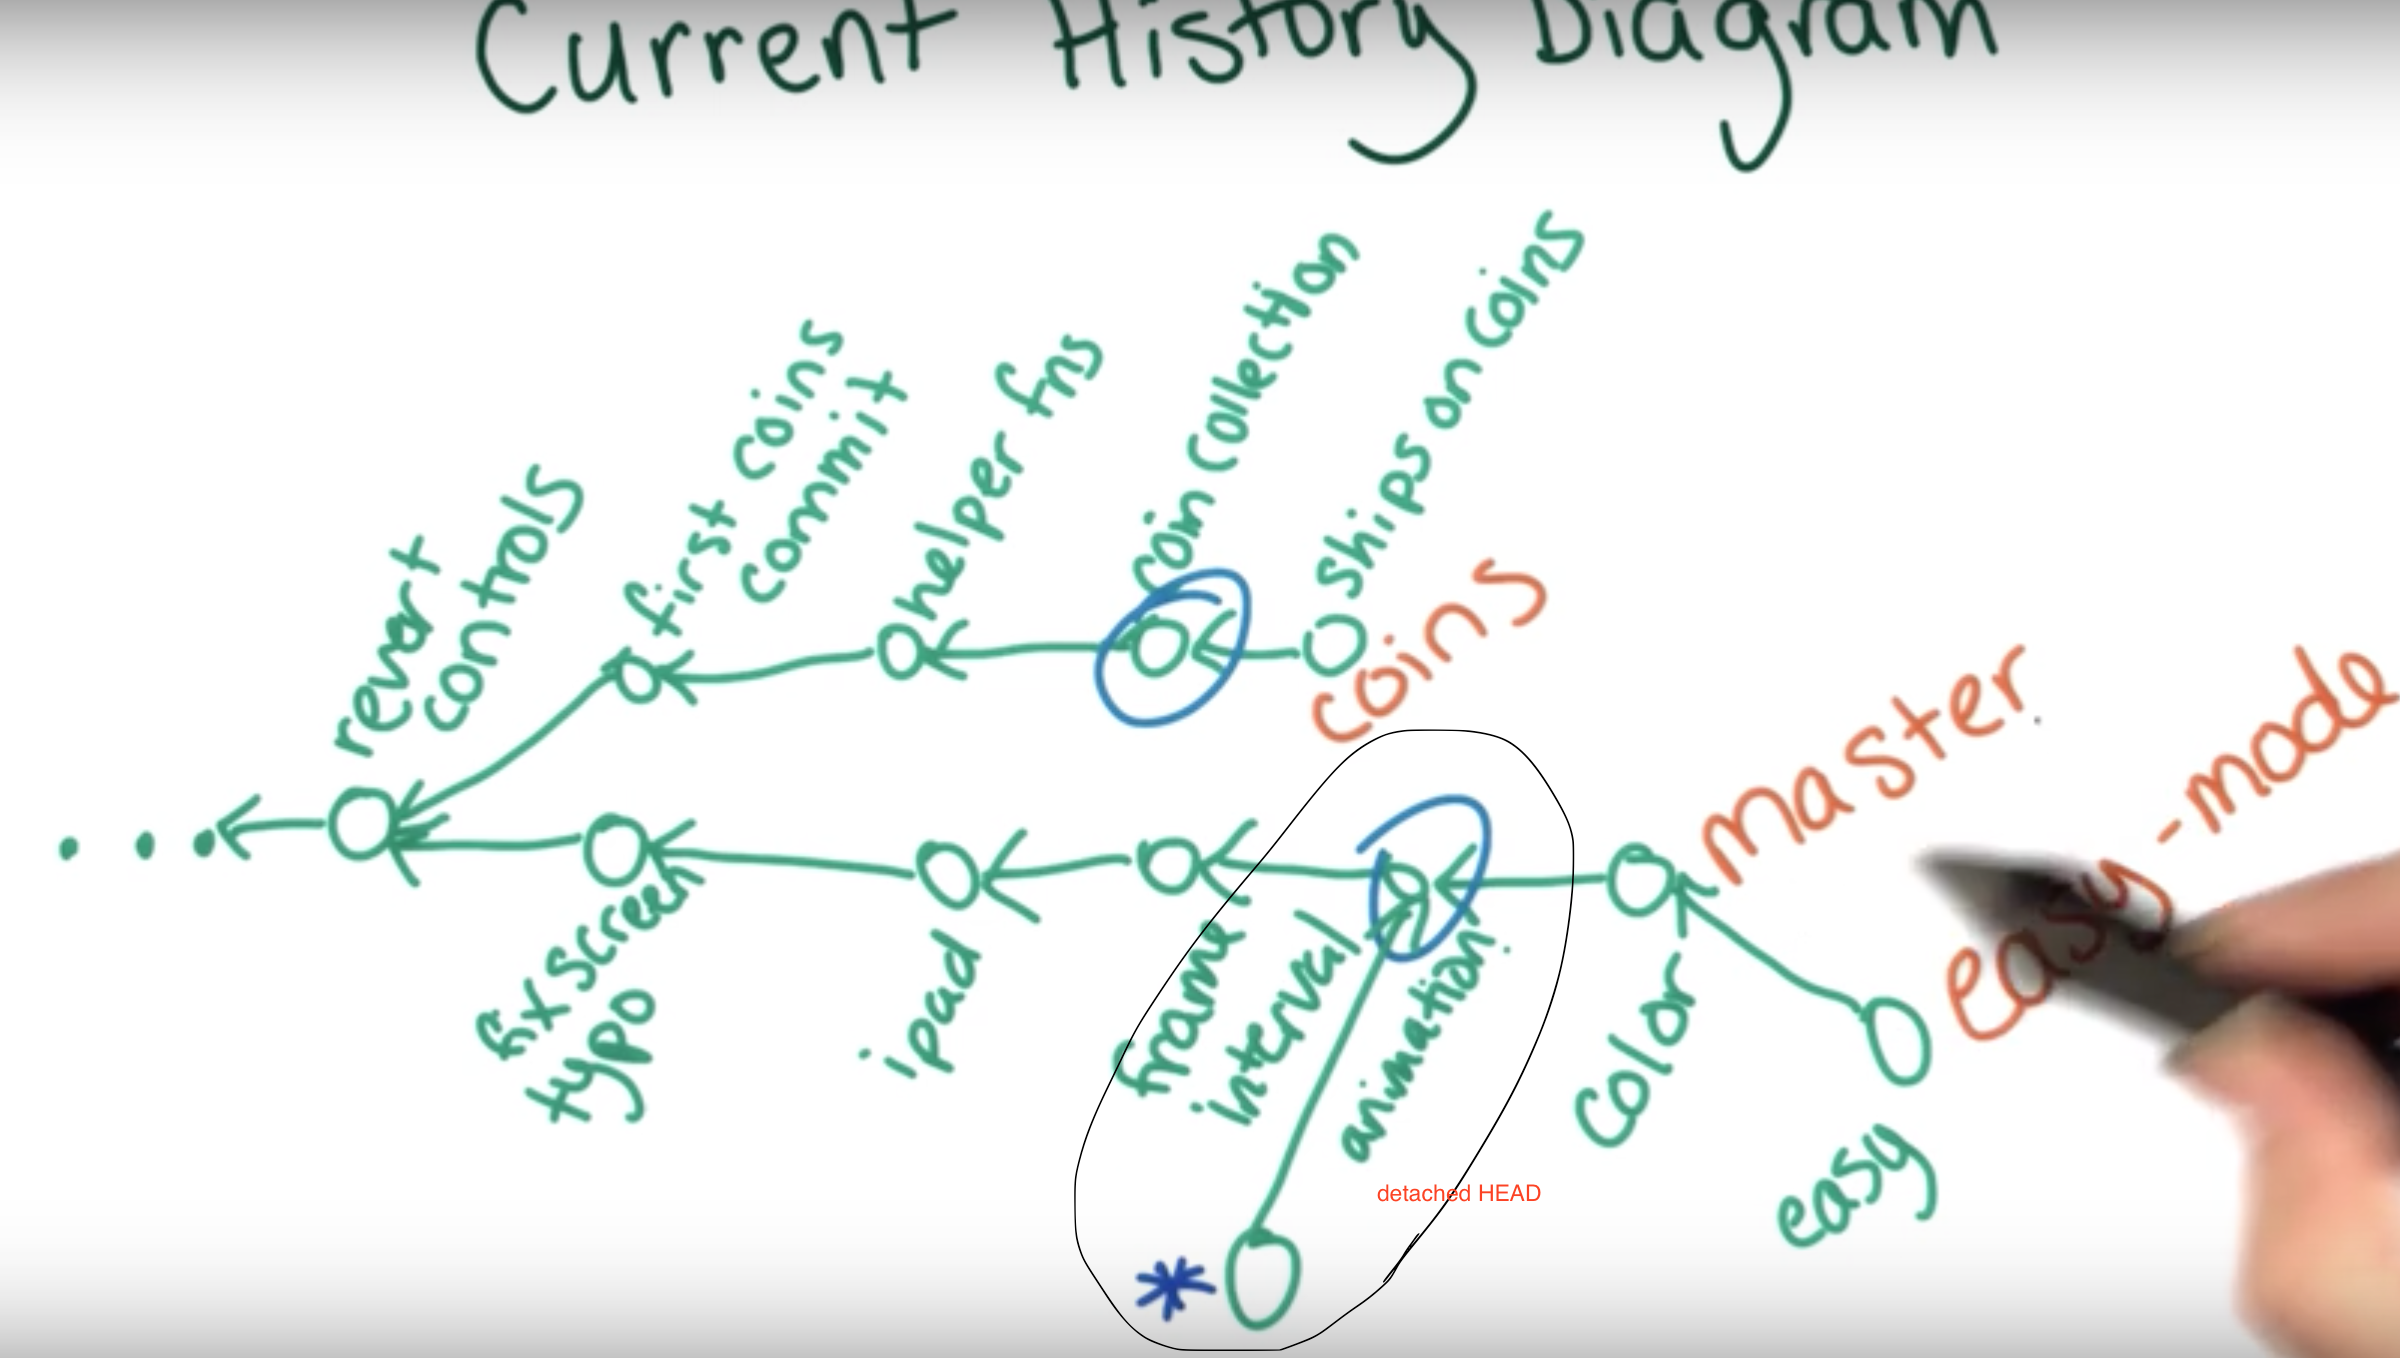 Current History Diagram
revert
controls
first coins
commit
helper fns
coin collection
ships on coins
coins
master
easy-mode
fix screen
typo
ipad
frame
interval
animation
color
easy
detached HEAD
*